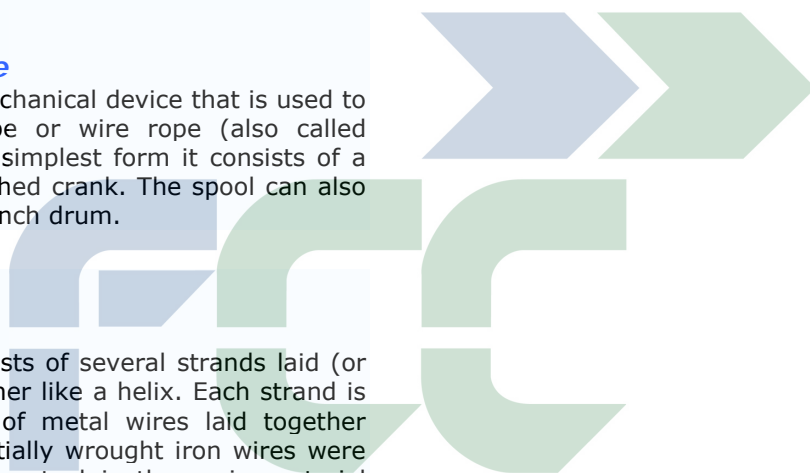 e
chanical device that is used to
pe or wire rope (also called
simplest form it consists of a
hed crank. The spool can also
nch drum.
FCC
sts of several strands laid (or
her like a helix. Each strand is
of metal wires laid together
tially wrought iron wires were